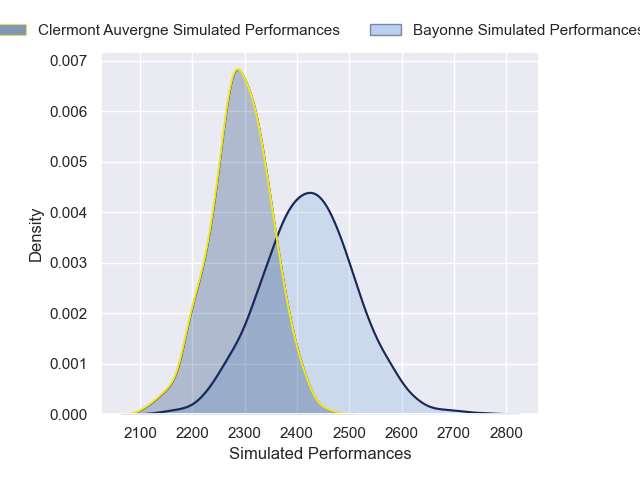 Clermont Auvergne Simulated Performances
Bayonne Simulated Performances
0.007
0.006
0.005
0.004
0.003
0.002
0.001
0.000
Density
2100 2200 2300 2400 2500 2600 2700 2800
Simulated Performances